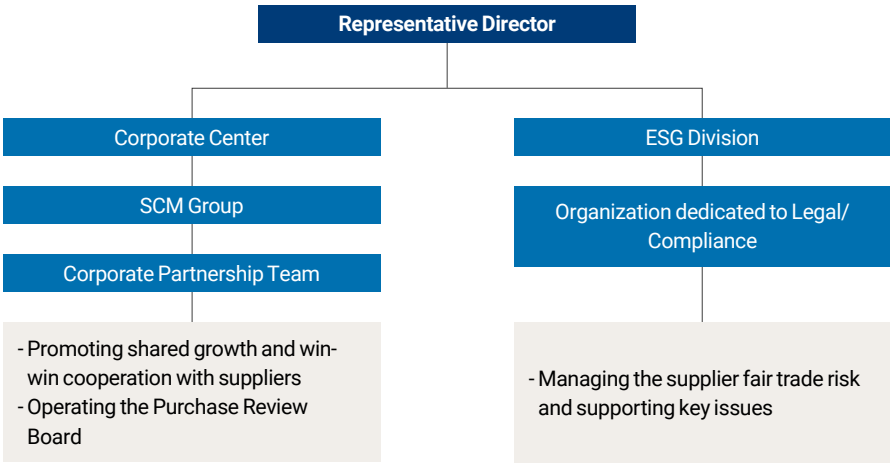 Representative Director
Corporate Center
SCM Group
Corporate Partnership Team
- Promoting shared growth and win-
win cooperation with suppliers
- Operating the Purchase Review
Board
ESG Division
Organization dedicated to Legal/
Compliance
- Managing the supplier fair trade risk
and supporting key issues